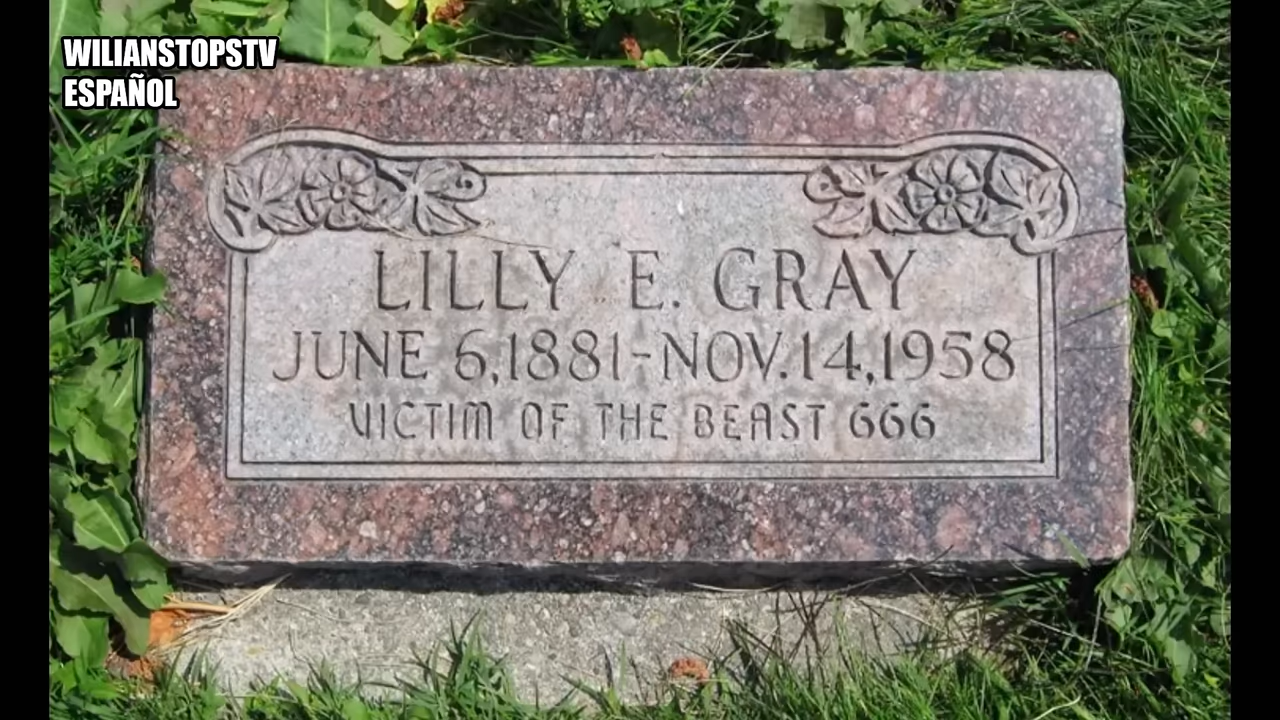 WILIANSTOPSTV
ESPAÑOL
LILLY E. GRAY
JUNE 6,1881-NOV.14,1958
VICTIM OF THE BEAST 666